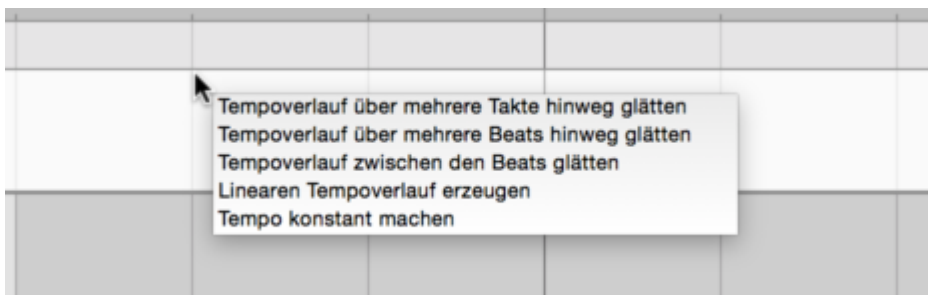 Tempoverlauf über mehrere Takte hinweg glätten
Tempoverlauf über mehrere Beats hinweg glätten
Tempoverlauf zwischen den Beats glätten
Linearen Tempoverlauf erzeugen
Tempo konstant machen